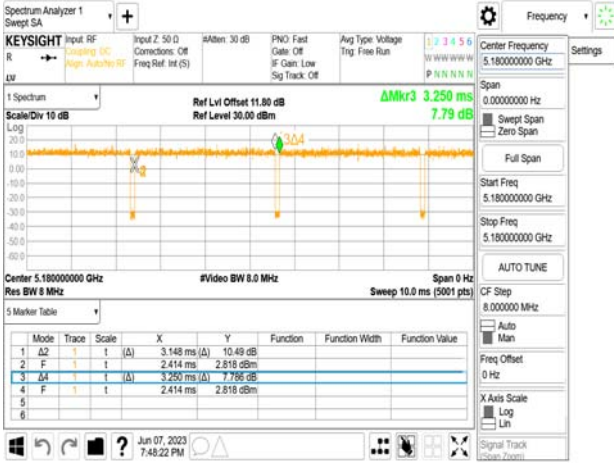 Spectrum Analyzer 1
Swept SA
+
Frequency
Settings
KEYSIGHT
R
Input: RF
Coupling: DC
Align: Auto/No RF
Input Z: 50 Ω
Corrections: Off
Freq Ref: Int (S)
#Atten: 30 dB
PNO: Fast
Gate: Off
IF Gain: Low
Sig Track: Off
Avg Type: Voltage
Trig: Free Run
1 2 3 4 5 6
W W W W W W
P N N N N N
1 Spectrum
Scale/Div 10 dB
Ref Lvl Offset 11.80 dB
Ref Level 30.00 dBm
ΔMkr3 3.250 ms
7.79 dB
Log
20.0
10.0
0.00
-10.0
-20.0
-30.0
-40.0
-50.0
-60.0
3Δ4
Center 5.180000000 GHz
Res BW 8 MHz
#Video BW 8.0 MHz
Span 0 Hz
Sweep 10.0 ms (5001 pts)
5 Marker Table
Mode Trace Scale X Y Function Function Width Function Value
1 Δ2 1 t (Δ) 3.148 ms (Δ) 10.49 dB
2 F 1 t 2.414 ms 2.818 dBm
3 Δ4 1 t (Δ) 3.250 ms (Δ) 7.786 dB
4 F 1 t 2.414 ms 2.818 dBm
5
6
Jun 07, 2023
7:48:22 PM
Center Frequency
5.180000000 GHz
Span
0.00000000 Hz
Swept Span
Zero Span
Full Span
Start Freq
5.180000000 GHz
Stop Freq
5.180000000 GHz
AUTO TUNE
CF Step
8.000000 MHz
Auto
Man
Freq Offset
0 Hz
X Axis Scale
Log
Lin
Signal Track
(Span Zoom)